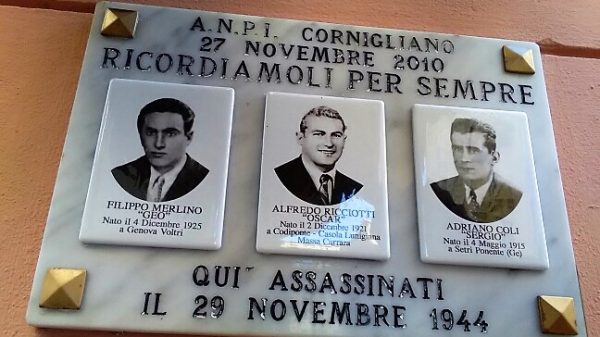 A.N.P.I. CORNIGLIANO
27 NOVEMBRE 2010
RICORDIAMOLI PER SEMPRE
FILIPPO MERLINO
"GEO"
Nato il 4 Dicembre 1925
a Genova Voltri
ALFREDO RICCIOTTI
"OSCAR"
Nato il 2 Dicembre 1921
a Codiponte - Casola Lunigiana
Massa Carrara
ADRIANO COLI
"SERGIO"
Nato il 4 Maggio 1915
a Setri Ponente (Ge)
QUI' ASSASSINATI
IL 29 NOVEMBRE 1944